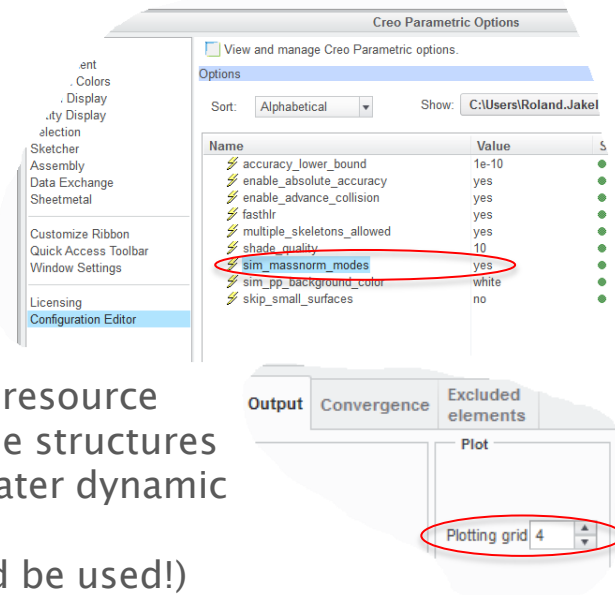 Creo Parametric Options
View and manage Creo Parametric options.
Options
Sort: Alphabetical Show: C:\Users\Roland.Jakel
Name Value S
accuracy_lower_bound 1e-10
enable_absolute_accuracy yes
enable_advance_collision yes
fasthlr yes
multiple_skeletons_allowed yes
shade_quality 10
sim_massnorm_modes yes
sim_pp_background_color white
skip_small_surfaces no
Colors
Display
Display
Sketcher
Assembly
Data Exchange
Sheetmetal
Customize Ribbon
Quick Access Toolbar
Window Settings
Licensing
Configuration Editor
resource
structures
dynamic
be used!)
Output Convergence Excluded elements
Plot
Plotting grid 4